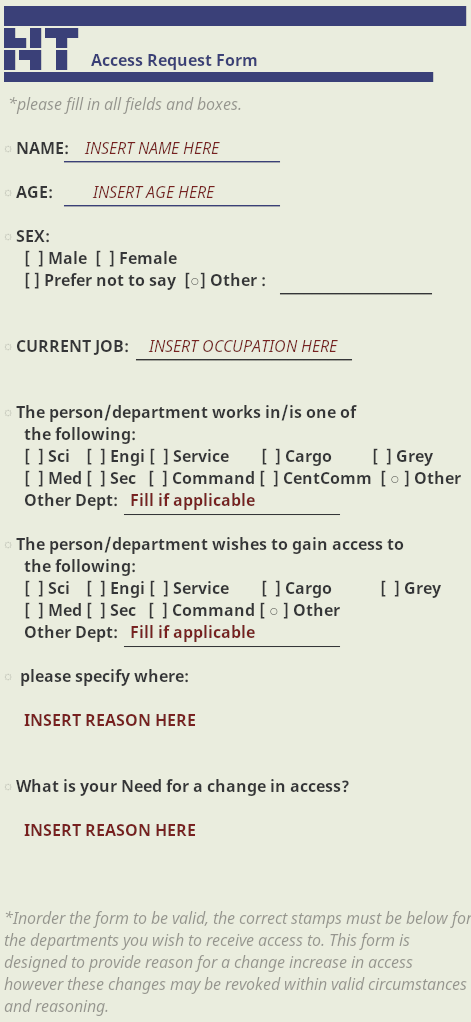 NT
Access Request Form
*please fill in all fields and boxes.
○ NAME: INSERT NAME HERE
○ AGE: INSERT AGE HERE
○ SEX:
[ ] Male [ ] Female
[ ] Prefer not to say [○] Other :
○ CURRENT JOB: INSERT OCCUPATION HERE
○ The person/department works in/is one of
the following:
[ ] Sci [ ] Engi [ ] Service [ ] Cargo [ ] Grey
[ ] Med [ ] Sec [ ] Command [ ] CentComm [ ○ ] Other
Other Dept: Fill if applicable
○ The person/department wishes to gain access to
the following:
[ ] Sci [ ] Engi [ ] Service [ ] Cargo [ ] Grey
[ ] Med [ ] Sec [ ] Command [ ○ ] Other
Other Dept: Fill if applicable
○ please specify where:
INSERT REASON HERE
○ What is your Need for a change in access?
INSERT REASON HERE
*Inorder the form to be valid, the correct stamps must be below for
the departments you wish to receive access to. This form is
designed to provide reason for a change increase in access
however these changes may be revoked within valid circumstances
and reasoning.